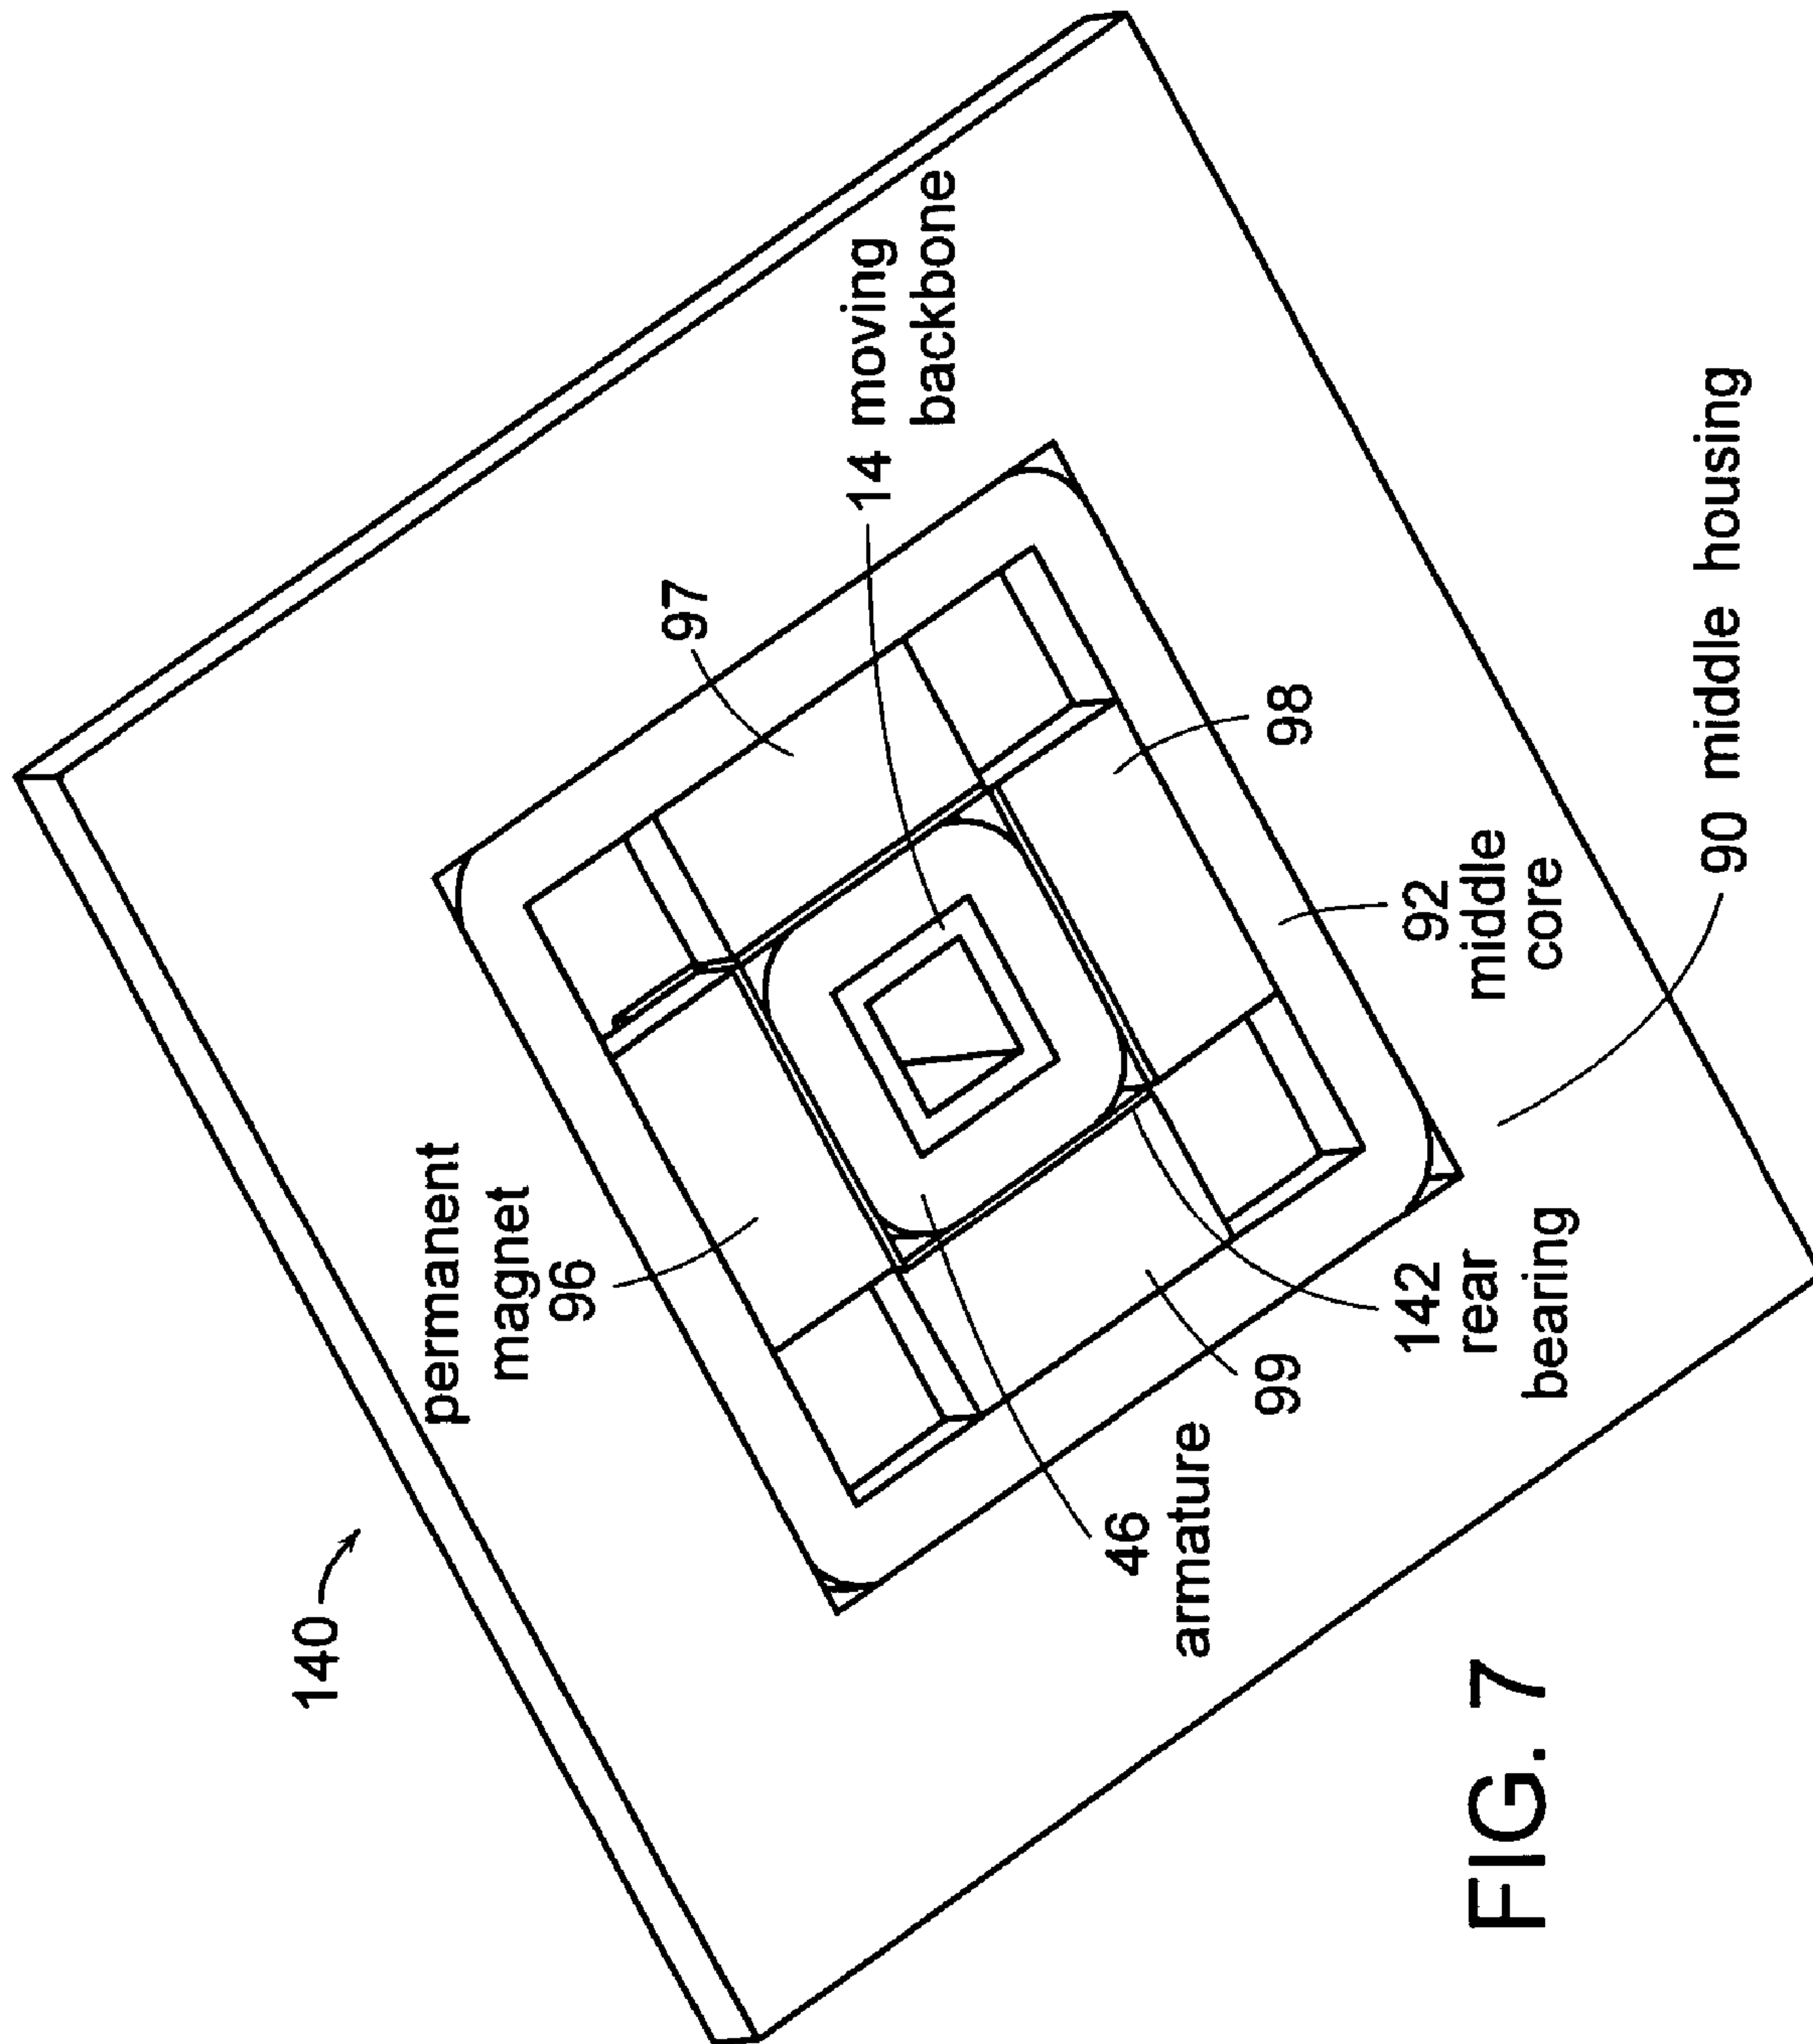 140
permanent
magnet
96
97
14 moving
backbone
46
armature
99
98
142
rear
bearing
92
middle
core
90 middle housing
FIG. 7